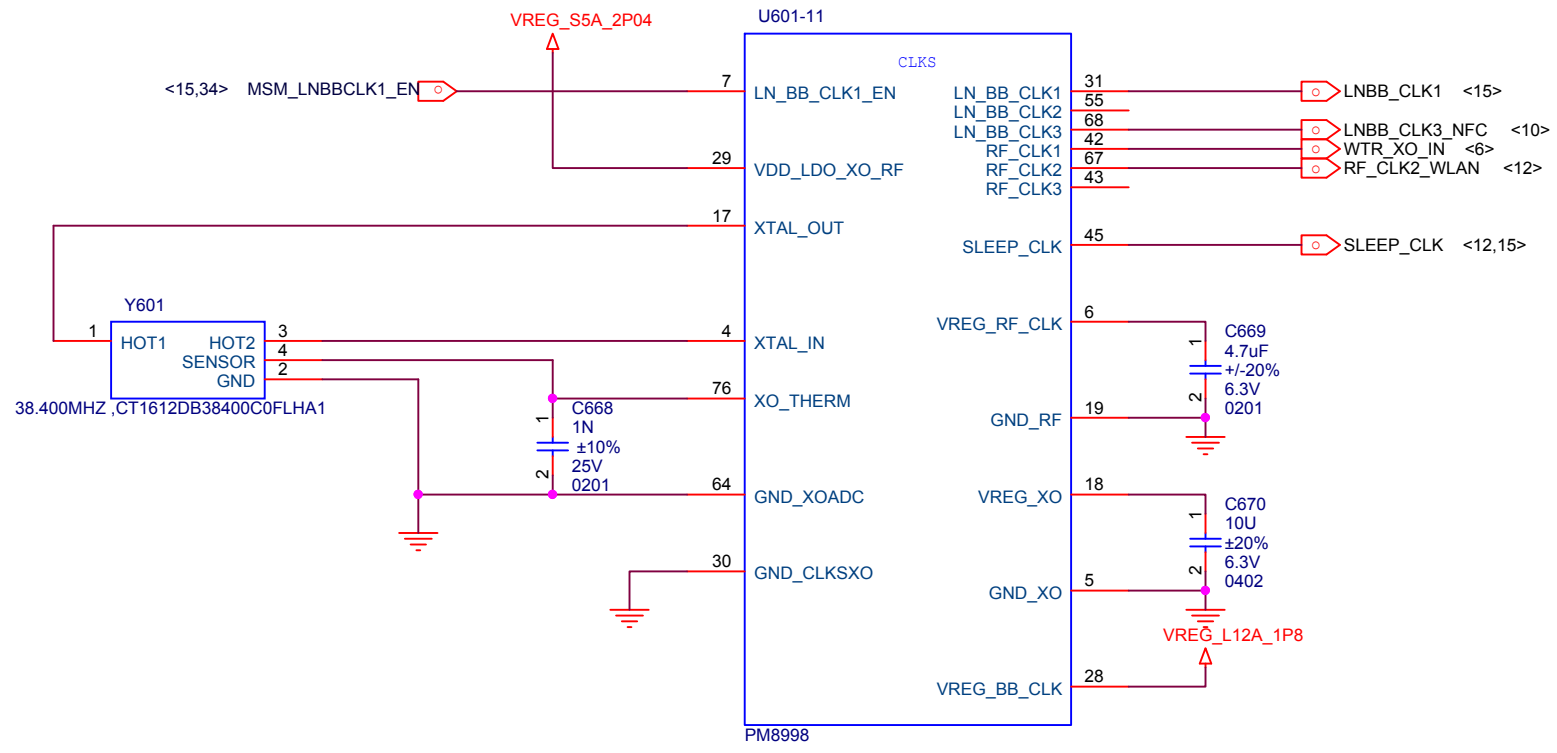 VREG_S5A_2P04
U601-11
CLKS
<15,34> MSM_LNBBCLK1_EN
7
LN_BB_CLK1_EN
29
VDD_LDO_XO_RF
17
XTAL_OUT
Y601
1
HOT1
HOT2
3
SENSOR
4
GND
2
38.400MHZ ,CT1612DB38400C0FLHA1
4
XTAL_IN
76
XO_THERM
1
2
C668
1N
±10%
25V
0201
64
GND_XOADC
30
GND_CLKSXO
LN_BB_CLK1
31
LNBB_CLK1 <15>
LN_BB_CLK2
55
LN_BB_CLK3
68
LNBB_CLK3_NFC <10>
RF_CLK1
42
WTR_XO_IN <6>
RF_CLK2
67
RF_CLK2_WLAN <12>
RF_CLK3
43
SLEEP_CLK
45
SLEEP_CLK <12,15>
VREG_RF_CLK
6
1
2
C669
4.7uF
+/-20%
6.3V
0201
GND_RF
19
VREG_XO
18
1
2
C670
10U
±20%
6.3V
0402
GND_XO
5
VREG_L12A_1P8
VREG_BB_CLK
28
PM8998